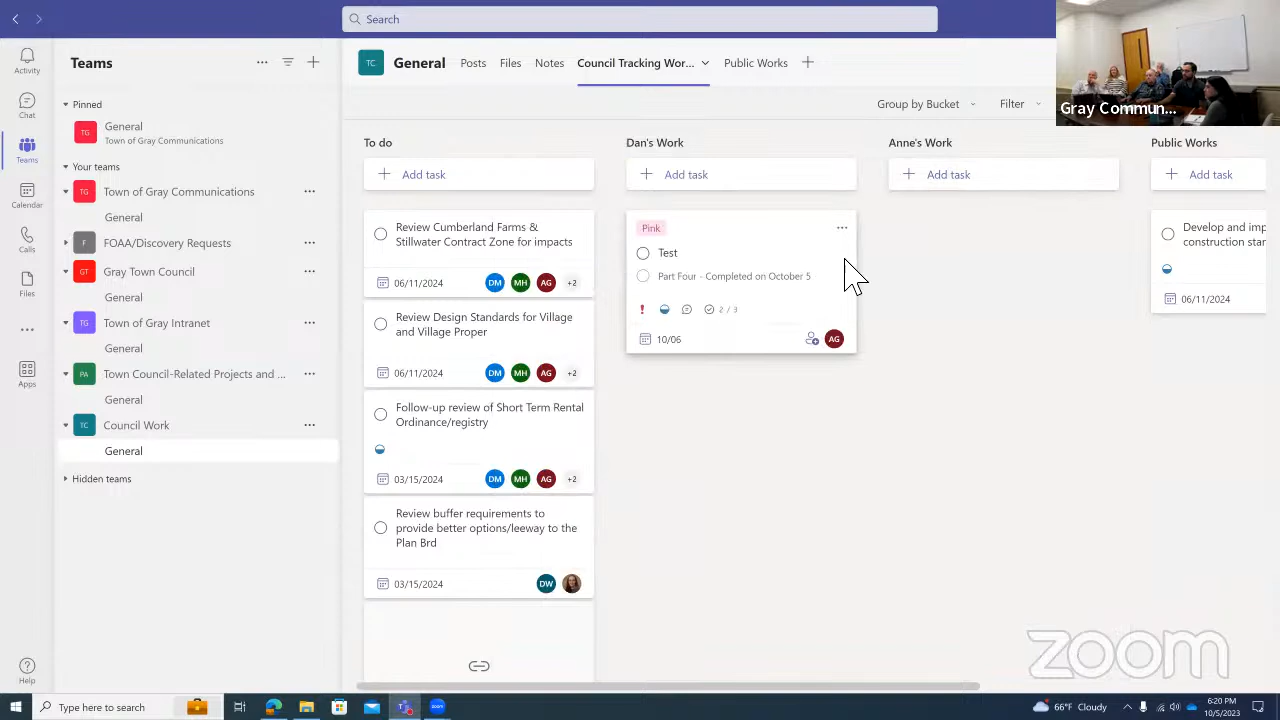 Search
Gray Commun...
Activity
Chat
Teams
Calendar
Calls
Files
Apps
Help
Teams
Pinned
TG
General
Town of Gray Communications
Your teams
TG
Town of Gray Communications
General
F
FOAA/Discovery Requests
GT
Gray Town Council
General
TG
Town of Gray Intranet
General
PA
Town Council-Related Projects and ...
General
TC
Council Work
General
Hidden teams
TC
General
Posts
Files
Notes
Council Tracking Wor...
Public Works
Group by Bucket
Filter
To do
Add task
Review Cumberland Farms &
Stillwater Contract Zone for impacts
06/11/2024
DM
MH
AG
+2
Review Design Standards for Village
and Village Proper
06/11/2024
DM
MH
AG
+2
Follow-up review of Short Term Rental
Ordinance/registry
03/15/2024
DM
MH
AG
+2
Review buffer requirements to
provide better options/leeway to the
Plan Brd
03/15/2024
DW
Dan's Work
Add task
Pink
Test
Part Four - Completed on October 5
2 / 3
10/06
AG
Anne's Work
Add task
Public Works
Add task
Develop and imp
construction stan
06/11/2024
zoom
Type here to search
zoom
66°F Cloudy
6:20 PM
10/5/2023